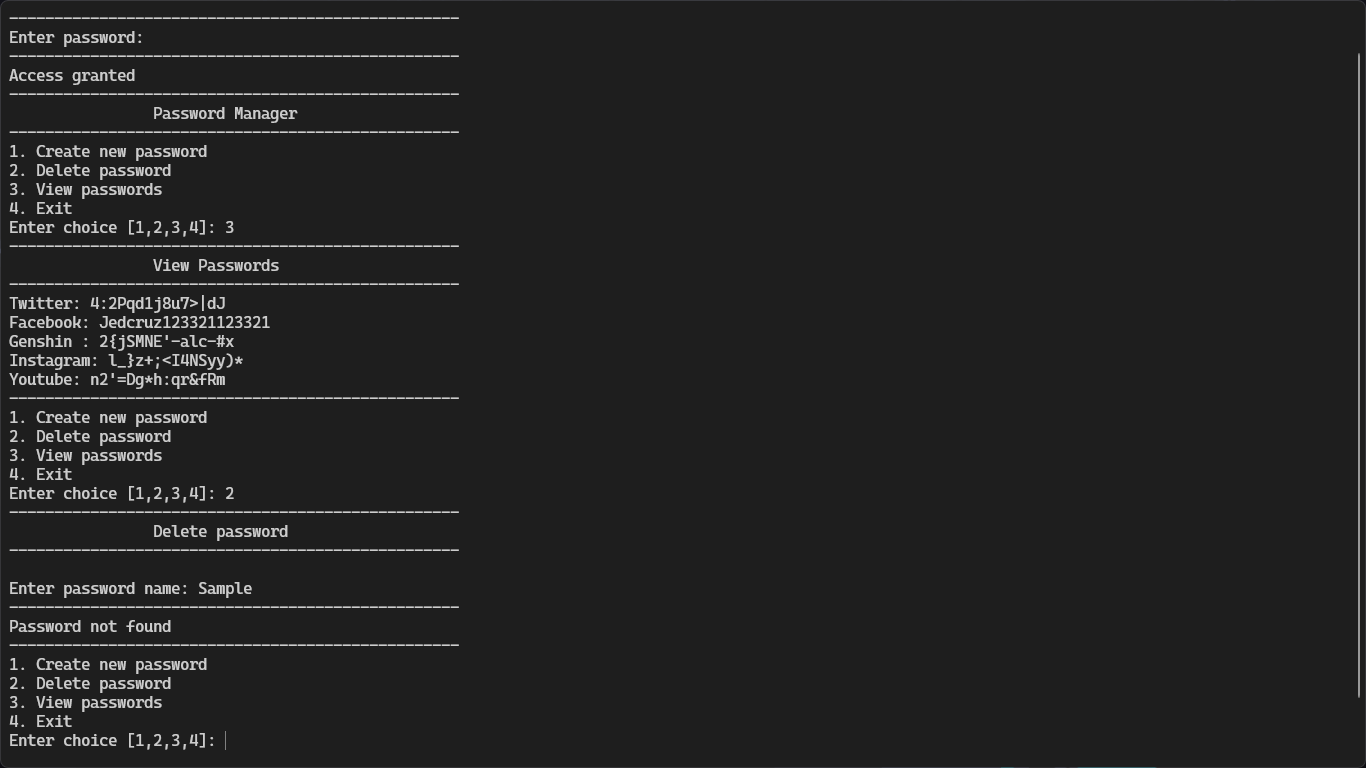 --------------------------------------------------
Enter password:
--------------------------------------------------
Access granted
--------------------------------------------------
Password Manager
--------------------------------------------------
1. Create new password
2. Delete password
3. View passwords
4. Exit
Enter choice [1,2,3,4]: 3
--------------------------------------------------
View Passwords
--------------------------------------------------
Twitter: 4:2Pqd1j8u7>|dJ
Facebook: Jedcruz123321123321
Genshin : 2{jSMNE'-alc-#x
Instagram: l_}z+;<I4NSyy)*
Youtube: n2'=Dg*h:qr&fRm
--------------------------------------------------
1. Create new password
2. Delete password
3. View passwords
4. Exit
Enter choice [1,2,3,4]: 2
--------------------------------------------------
Delete password
--------------------------------------------------
Enter password name: Sample
--------------------------------------------------
Password not found
--------------------------------------------------
1. Create new password
2. Delete password
3. View passwords
4. Exit
Enter choice [1,2,3,4]: